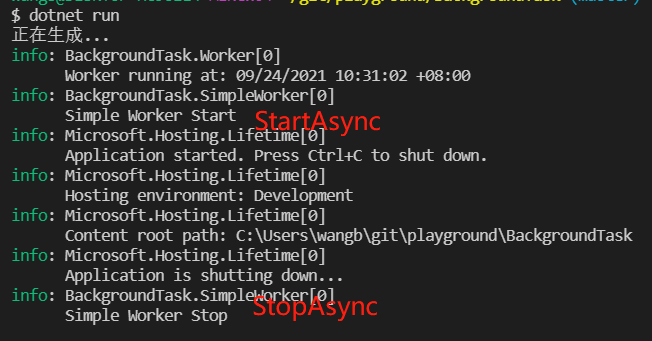 $ dotnet run
正在生成...
info: BackgroundTask.Worker[0]
Worker running at: 09/24/2021 10:31:02 +08:00
info: BackgroundTask.SimpleWorker[0]
Simple Worker Start StartAsync
info: Microsoft.Hosting.Lifetime[0]
Application started. Press Ctrl+C to shut down.
info: Microsoft.Hosting.Lifetime[0]
Hosting environment: Development
info: Microsoft.Hosting.Lifetime[0]
Content root path: C:\Users\wangb\git\playground\BackgroundTask
info: Microsoft.Hosting.Lifetime[0]
Application is shutting down...
info: BackgroundTask.SimpleWorker[0]
Simple Worker Stop StopAsync